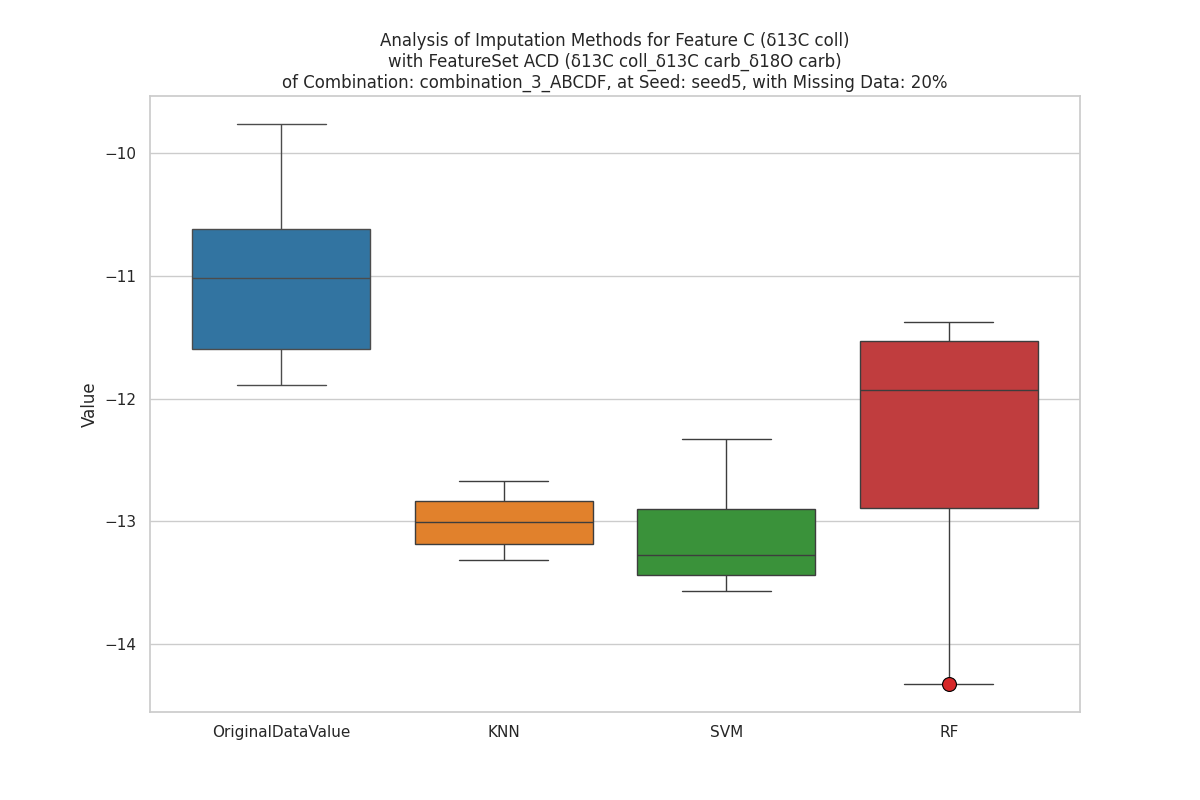 Analysis of Imputation Methods for Feature C (δ13C coll)
with FeatureSet ACD (δ13C coll_δ13C carb_δ18O carb)
of Combination: combination_3_ABCDF, at Seed: seed5, with Missing Data: 20%
−10
−11
−12
−13
−14
Value
OriginalDataValue
KNN
SVM
RF